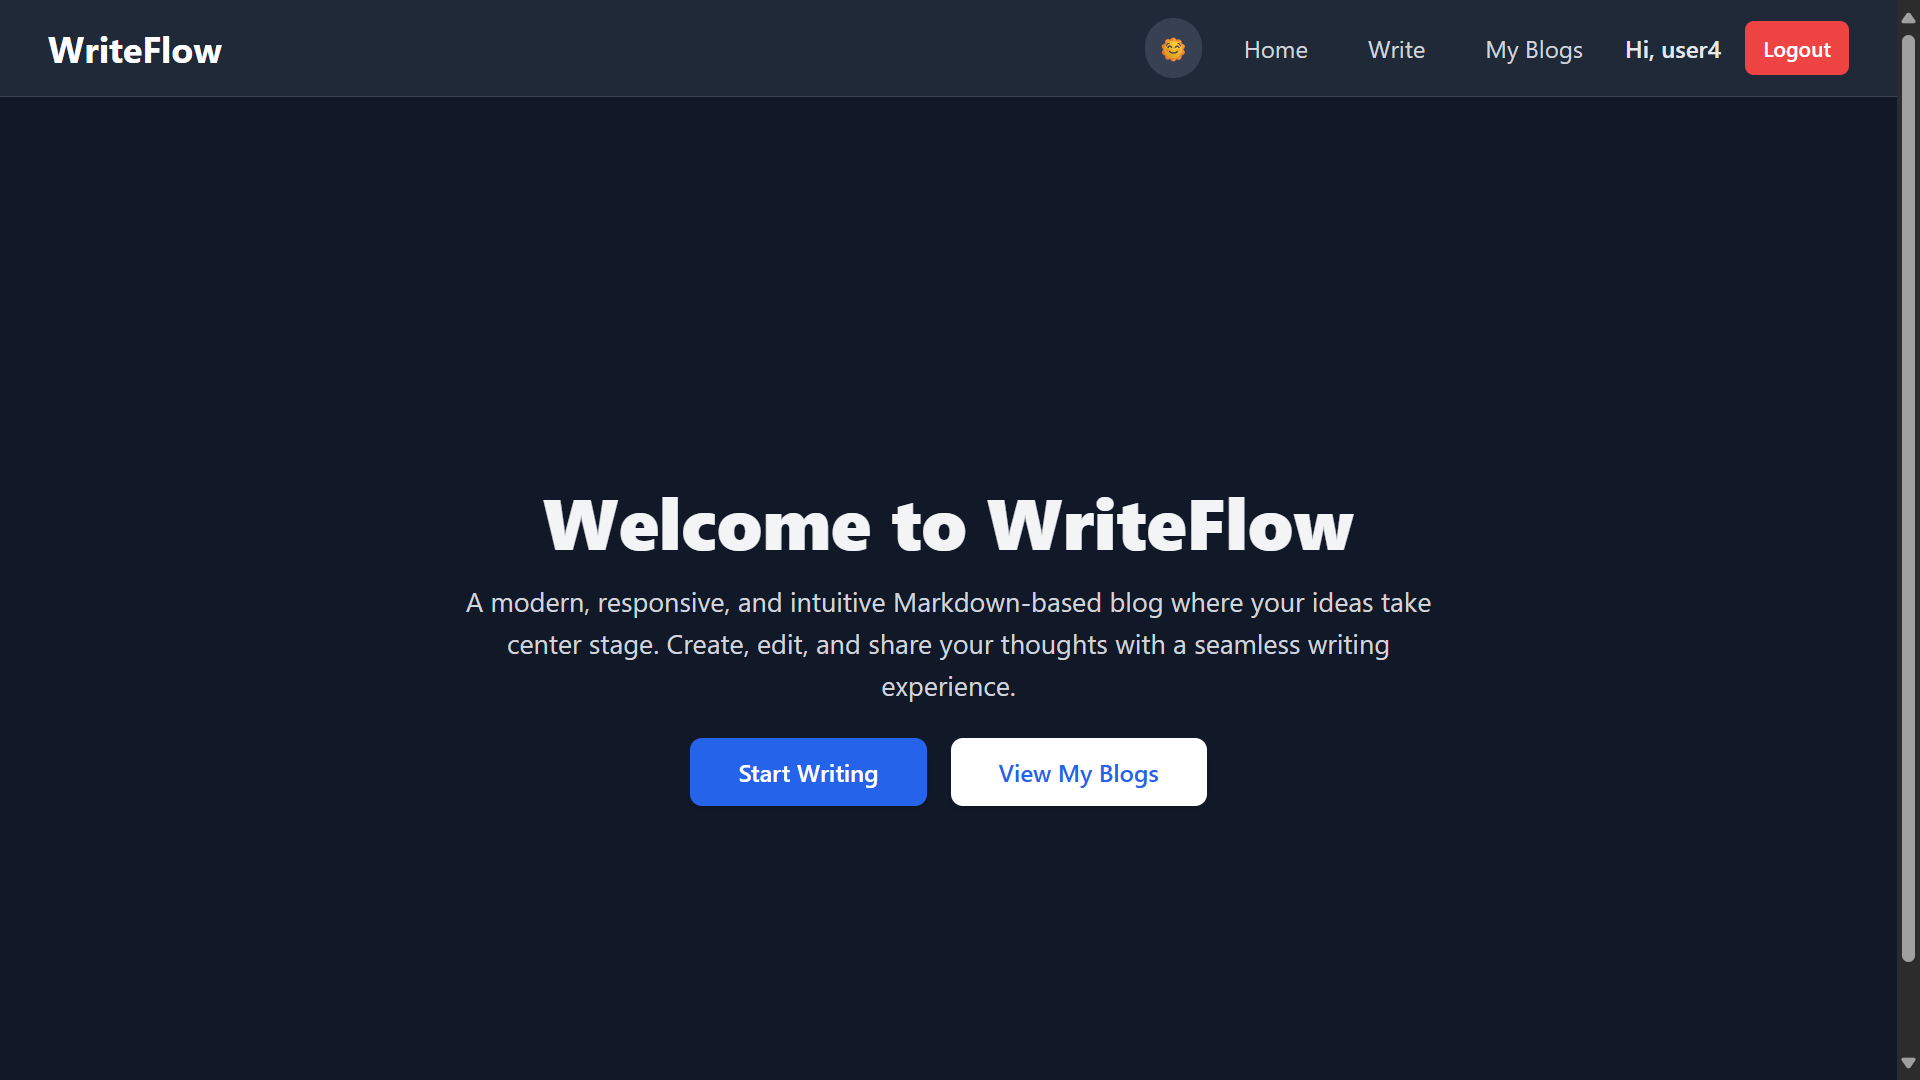 WriteFlow
Home
Write
My Blogs
Hi, user4
Logout
Welcome to WriteFlow
A modern, responsive, and intuitive Markdown-based blog where your ideas take
center stage. Create, edit, and share your thoughts with a seamless writing
experience.
Start Writing
View My Blogs